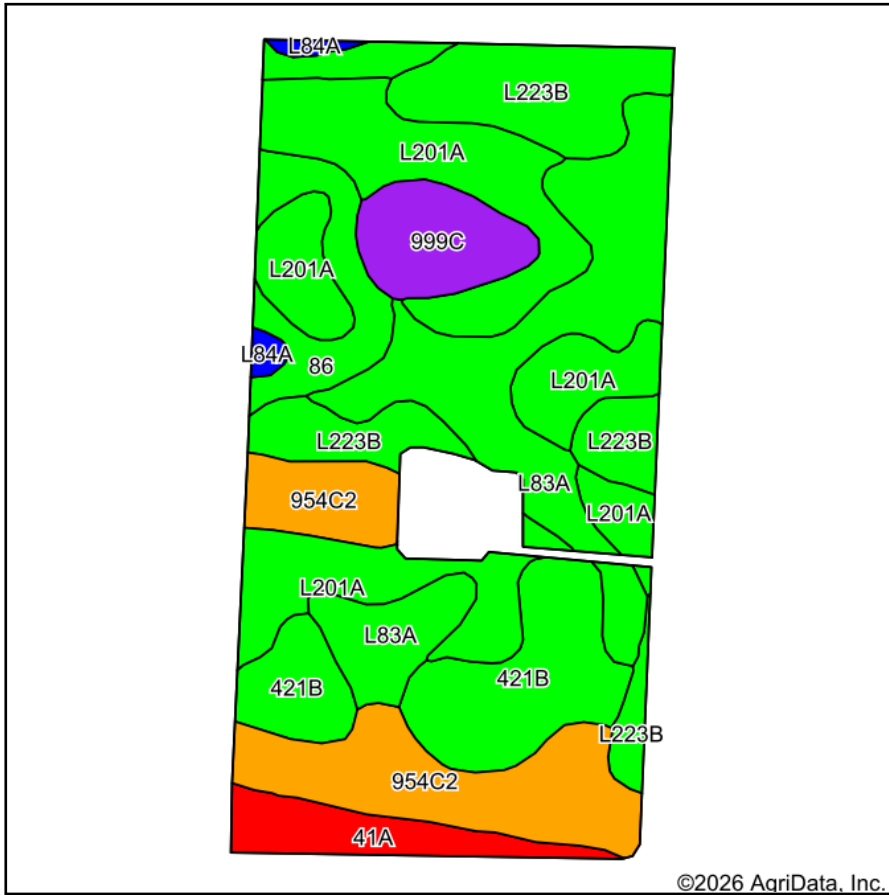 L84A
L223B
L201A
999C
L201A
L84A
86
L201A
L223B
L223B
L83A
954C2
L201A
L201A
L83A
421B
421B
L223B
954C2
41A
©2026 AgriData, Inc.